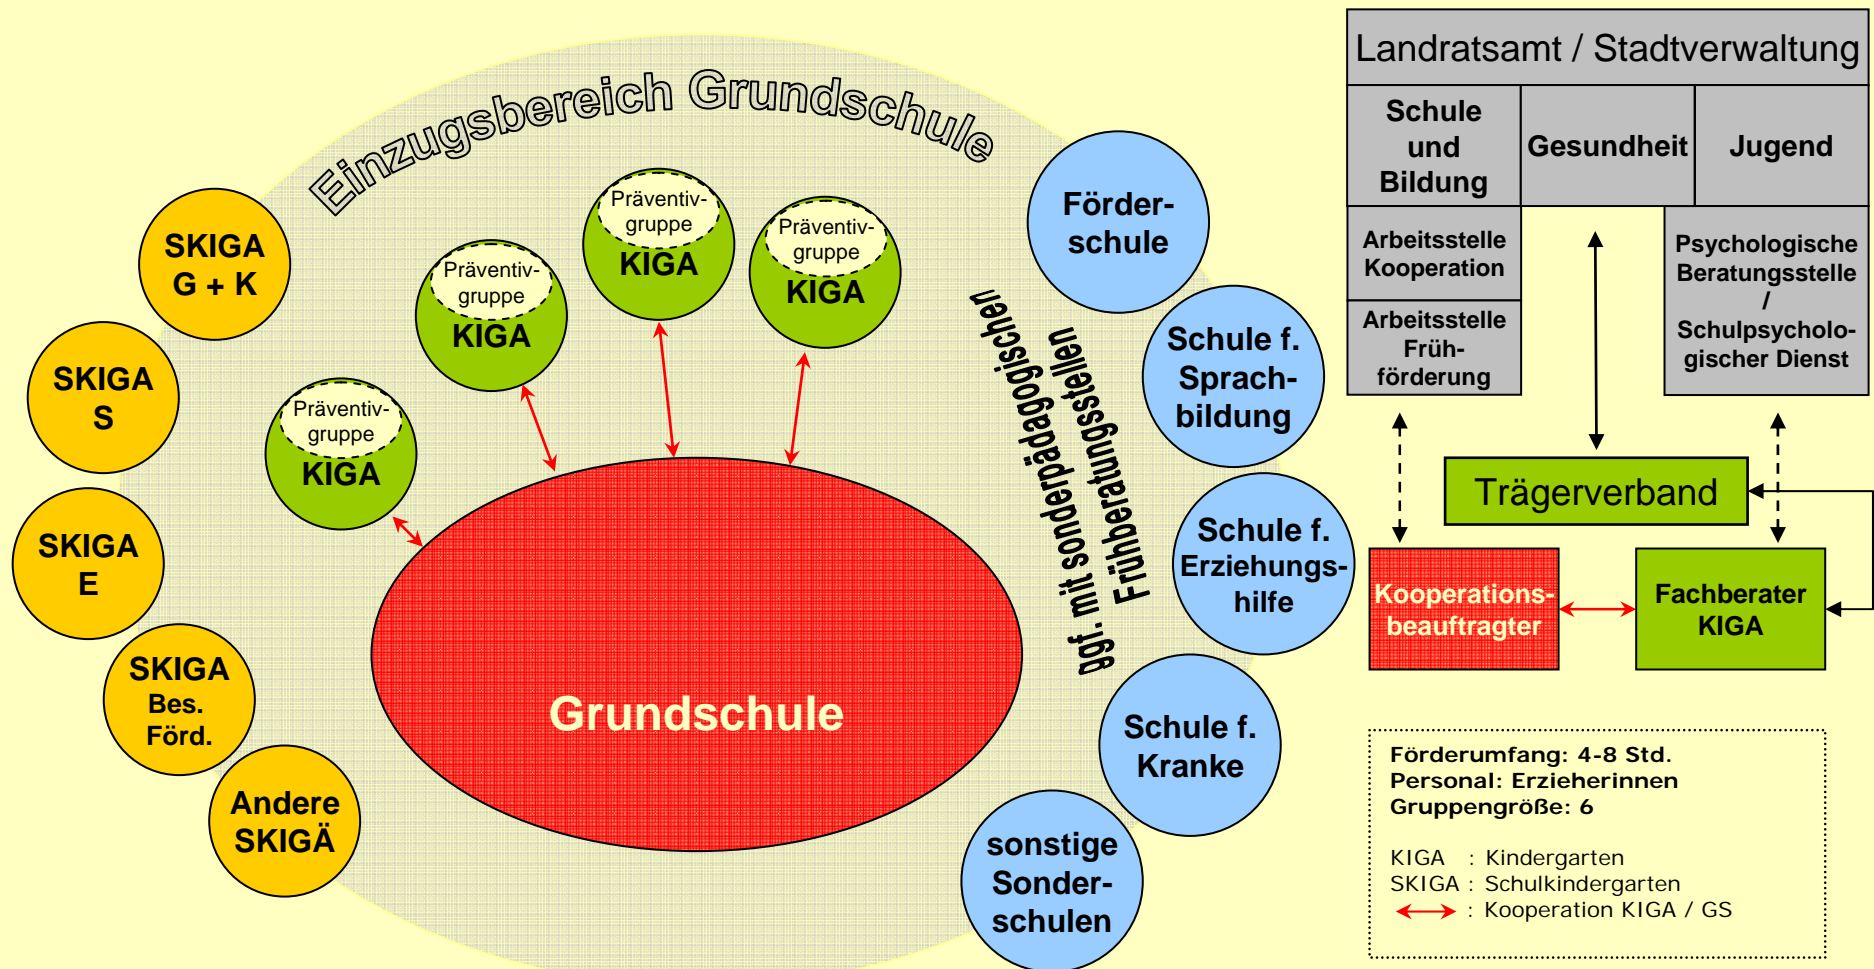 Einzugsbereich Grundschule
SKIGA
G + K
SKIGA
S
SKIGA
E
SKIGA
Bes.
Förd.
Andere
SKIGÄ
Präventiv-
gruppe
KIGA
Präventiv-
gruppe
KIGA
Präventiv-
gruppe
KIGA
Präventiv-
gruppe
KIGA
Grundschule
ggf. mit sonderpädagogischen
Frühberatungsstellen
Förder-
schule
Schule f.
Sprach-
bildung
Schule f.
Erziehungs-
hilfe
Schule f.
Kranke
sonstige
Sonder-
schulen
Landratsamt / Stadtverwaltung
Schule
und
Bildung
Gesundheit
Jugend
Arbeitsstelle
Kooperation
Arbeitsstelle
Früh-
förderung
Psychologische
Beratungsstelle
/
Schulpsycholo-
gischer Dienst
Trägerverband
Kooperations-
beauftragter
Fachberater
KIGA
Förderumfang: 4-8 Std.
Personal: Erzieherinnen
Gruppengröße: 6
KIGA : Kindergarten
SKIGA : Schulkindergarten
: Kooperation KIGA / GS